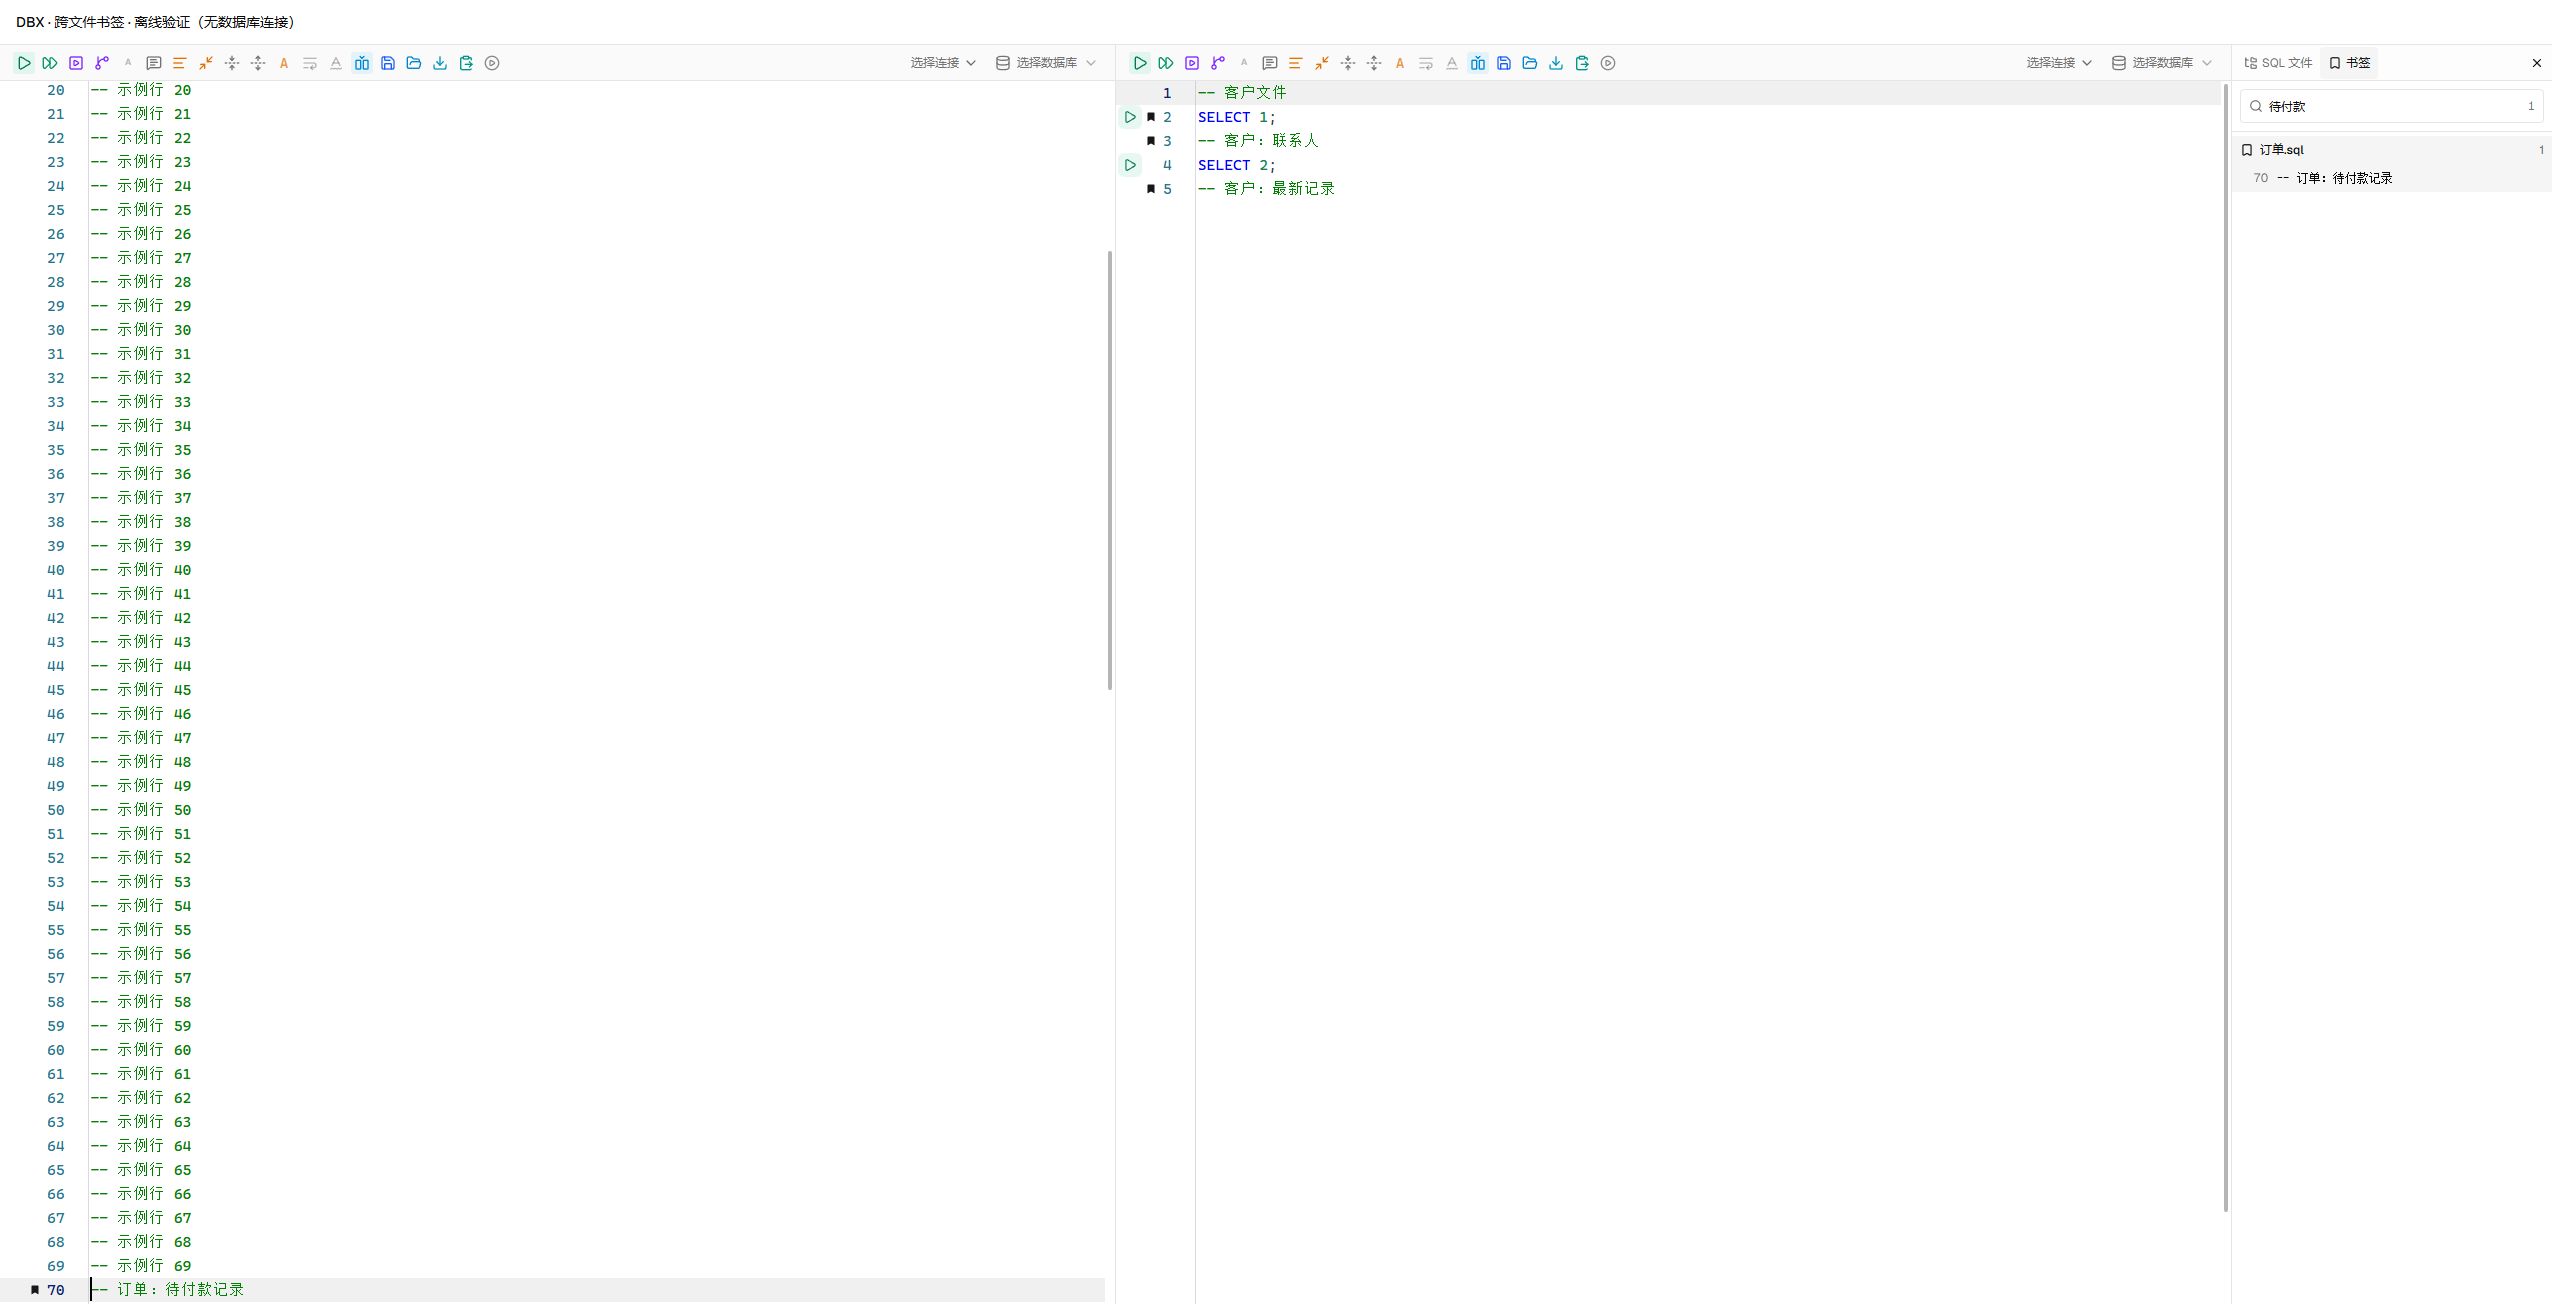 DBX · 跨文件书签 · 离线验证（无数据库连接）
选择连接 选择数据库
20 -- 示例行 20
21 -- 示例行 21
22 -- 示例行 22
23 -- 示例行 23
24 -- 示例行 24
25 -- 示例行 25
26 -- 示例行 26
27 -- 示例行 27
28 -- 示例行 28
29 -- 示例行 29
30 -- 示例行 30
31 -- 示例行 31
32 -- 示例行 32
33 -- 示例行 33
34 -- 示例行 34
35 -- 示例行 35
36 -- 示例行 36
37 -- 示例行 37
38 -- 示例行 38
39 -- 示例行 39
40 -- 示例行 40
41 -- 示例行 41
42 -- 示例行 42
43 -- 示例行 43
44 -- 示例行 44
45 -- 示例行 45
46 -- 示例行 46
47 -- 示例行 47
48 -- 示例行 48
49 -- 示例行 49
50 -- 示例行 50
51 -- 示例行 51
52 -- 示例行 52
53 -- 示例行 53
54 -- 示例行 54
55 -- 示例行 55
56 -- 示例行 56
57 -- 示例行 57
58 -- 示例行 58
59 -- 示例行 59
60 -- 示例行 60
61 -- 示例行 61
62 -- 示例行 62
63 -- 示例行 63
64 -- 示例行 64
65 -- 示例行 65
66 -- 示例行 66
67 -- 示例行 67
68 -- 示例行 68
69 -- 示例行 69
70 -- 订单：待付款记录
选择连接 选择数据库
1 -- 客户文件
2 SELECT 1;
3 -- 客户：联系人
4 SELECT 2;
5 -- 客户：最新记录
SQL 文件 书签
待付款 1
订单.sql 1
70 -- 订单：待付款记录